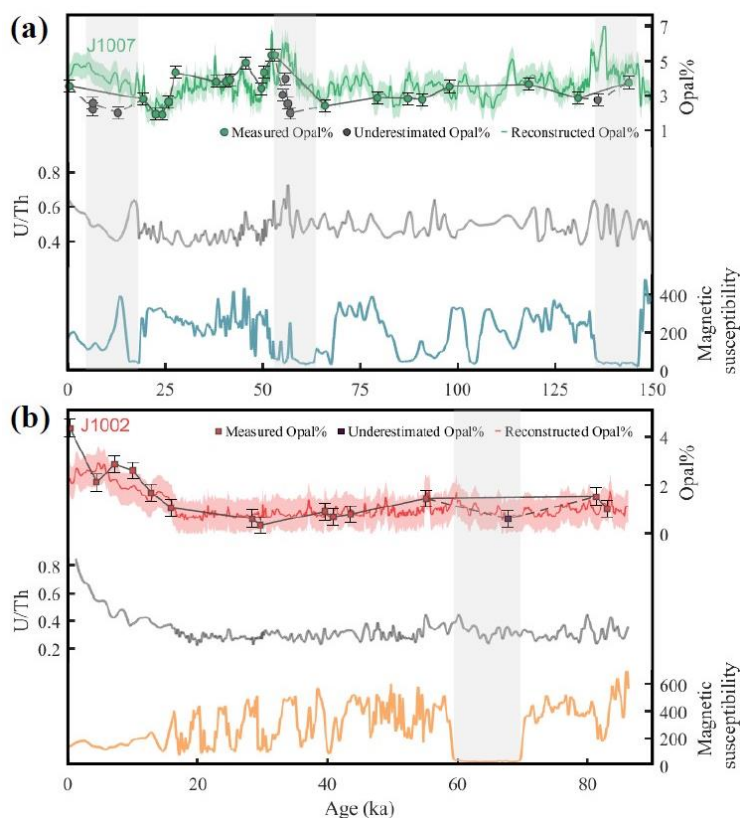 (a)
J1007
7
5
3
1
Opal%
Measured Opal% Underestimated Opal% Reconstructed Opal%
0.8
0.6
0.4
U/Th
400
200
0
Magnetic
susceptibility
0 25 50 75 100 125 150
(b)
J1002
Measured Opal% Underestimated Opal% Reconstructed Opal%
4
2
0
Opal%
0.8
0.6
0.4
0.2
U/Th
600
400
200
0
Magnetic
susceptibility
0 20 40 60 80
Age (ka)